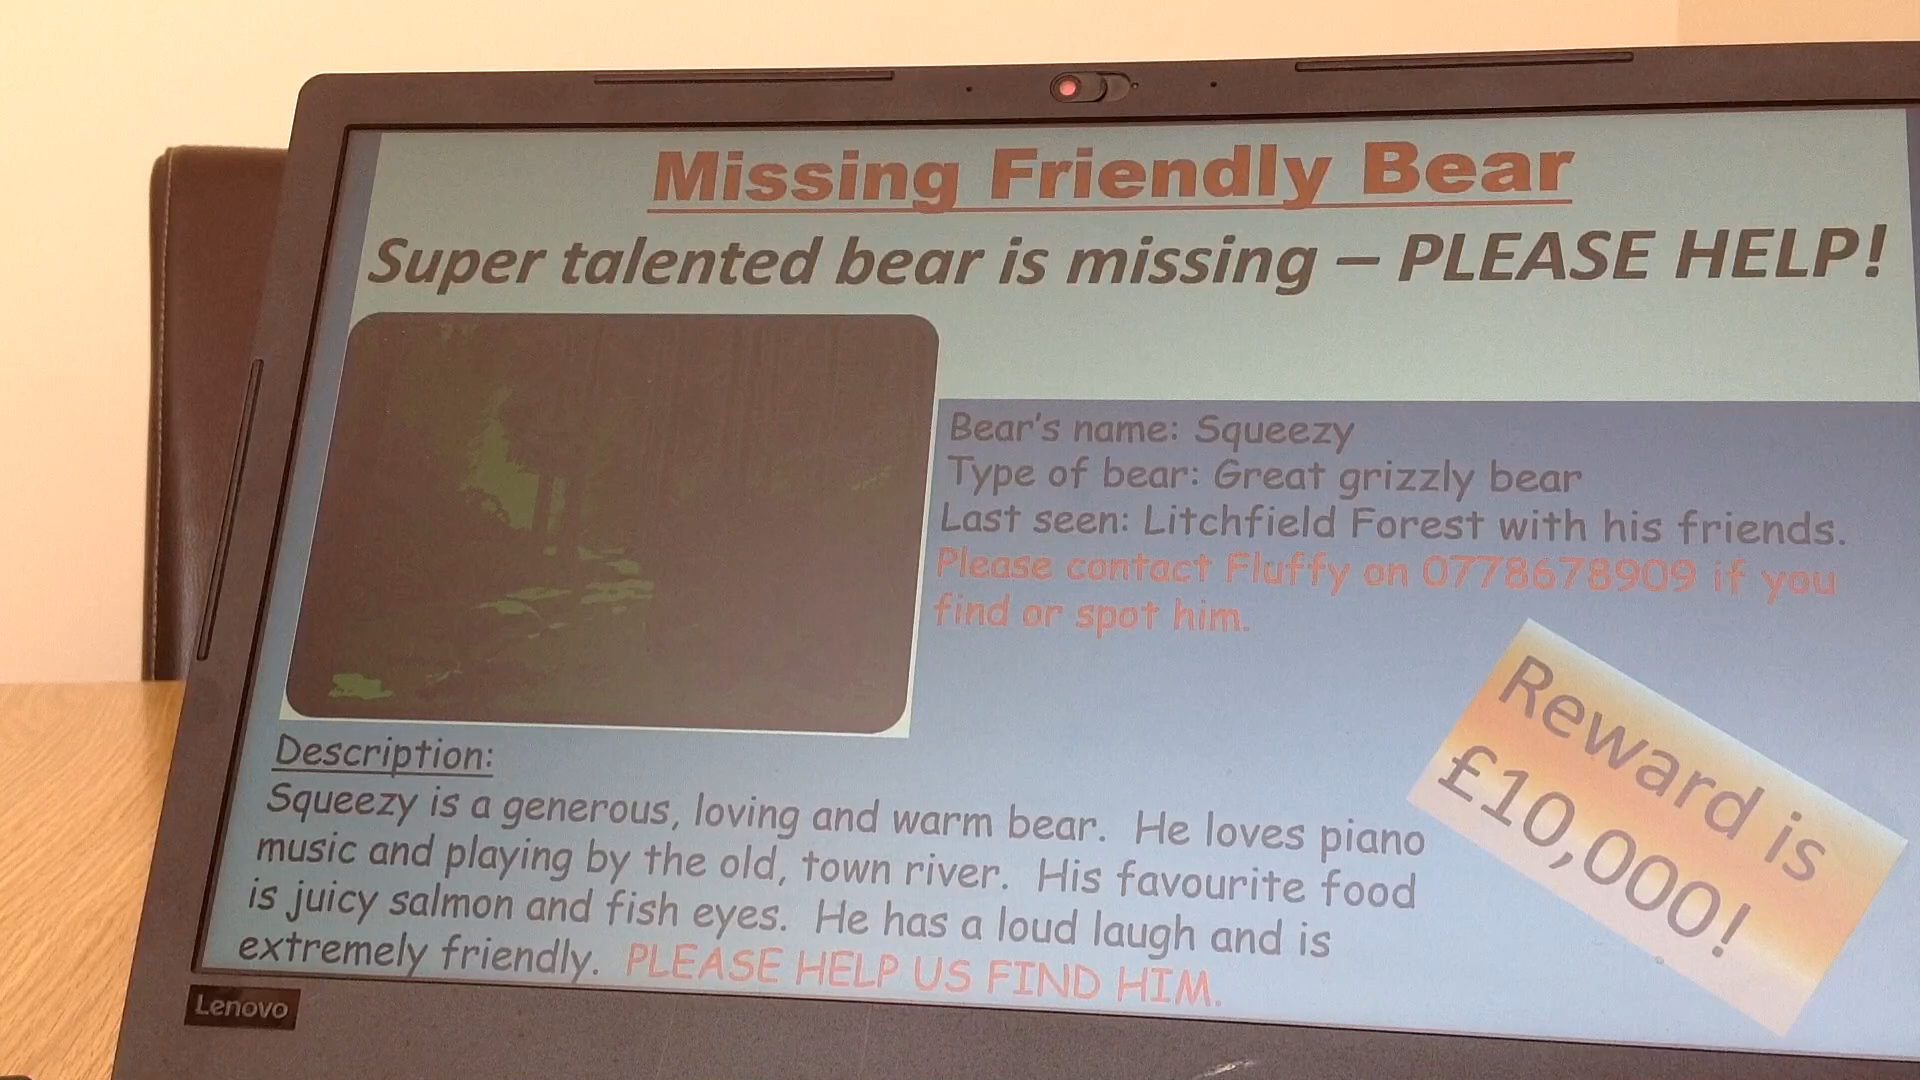 Missing Friendly Bear
Super talented bear is missing – PLEASE HELP!
Bear's name: Squeezy
Type of bear: Great grizzly bear
Last seen: Litchfield Forest with his friends.
Please contact Fluffy on 0778678909 if you
find or spot him.
Reward is
£10,000!
Description:
Squeezy is a generous, loving and warm bear. He loves piano
music and playing by the old, town river. His favourite food
is juicy salmon and fish eyes. He has a loud laugh and is
extremely friendly. PLEASE HELP US FIND HIM.
Lenovo